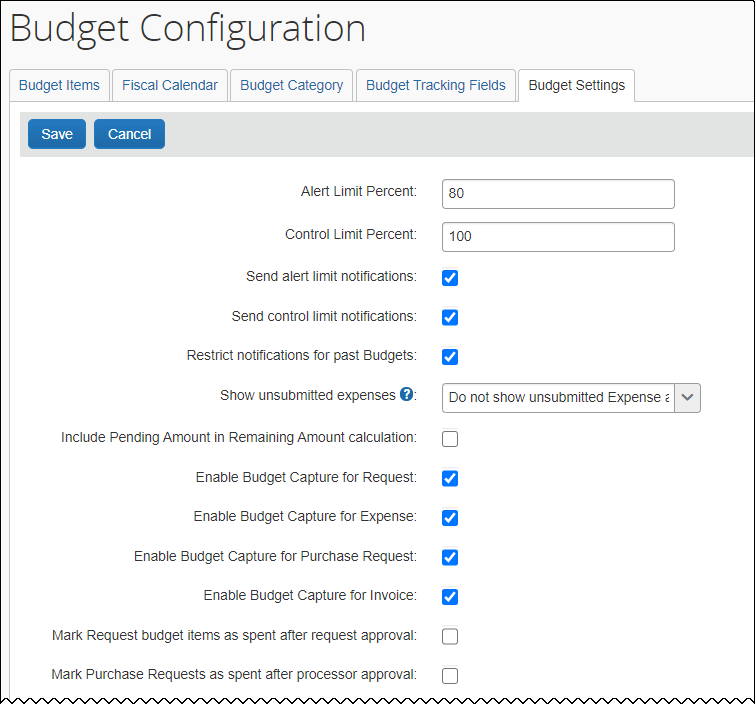 Budget Configuration
Budget Items Fiscal Calendar Budget Category Budget Tracking Fields Budget Settings
Save Cancel
Alert Limit Percent: 80
Control Limit Percent: 100
Send alert limit notifications:
Send control limit notifications:
Restrict notifications for past Budgets:
Show unsubmitted expenses ?: Do not show unsubmitted Expense a
Include Pending Amount in Remaining Amount calculation:
Enable Budget Capture for Request:
Enable Budget Capture for Expense:
Enable Budget Capture for Purchase Request:
Enable Budget Capture for Invoice:
Mark Request budget items as spent after request approval:
Mark Purchase Requests as spent after processor approval: